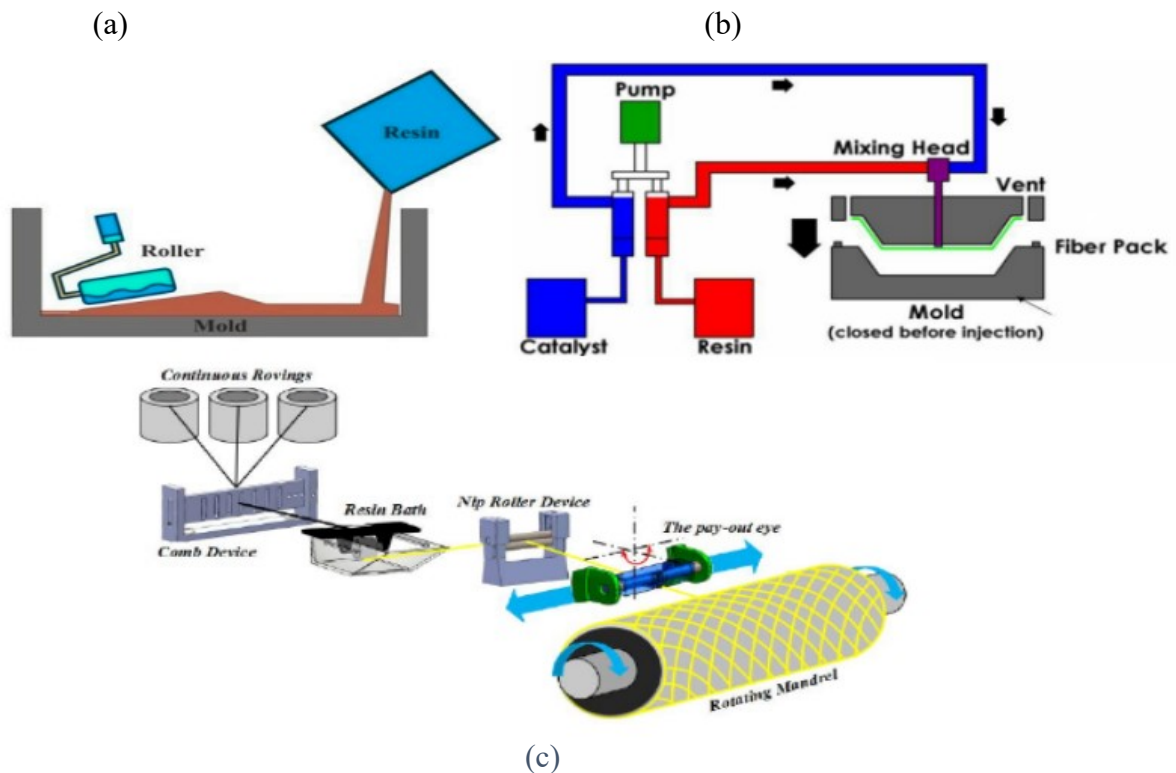 (a)
(b)
Resin
Roller
Mold
Pump
Mixing Head
Vent
Fiber Pack
Mold
(closed before injection)
Catalyst
Resin
Continuous Rovings
Comb Device
Resin Bath
Nip Roller Device
The pay-out eye
Rotating Mandrel
(c)